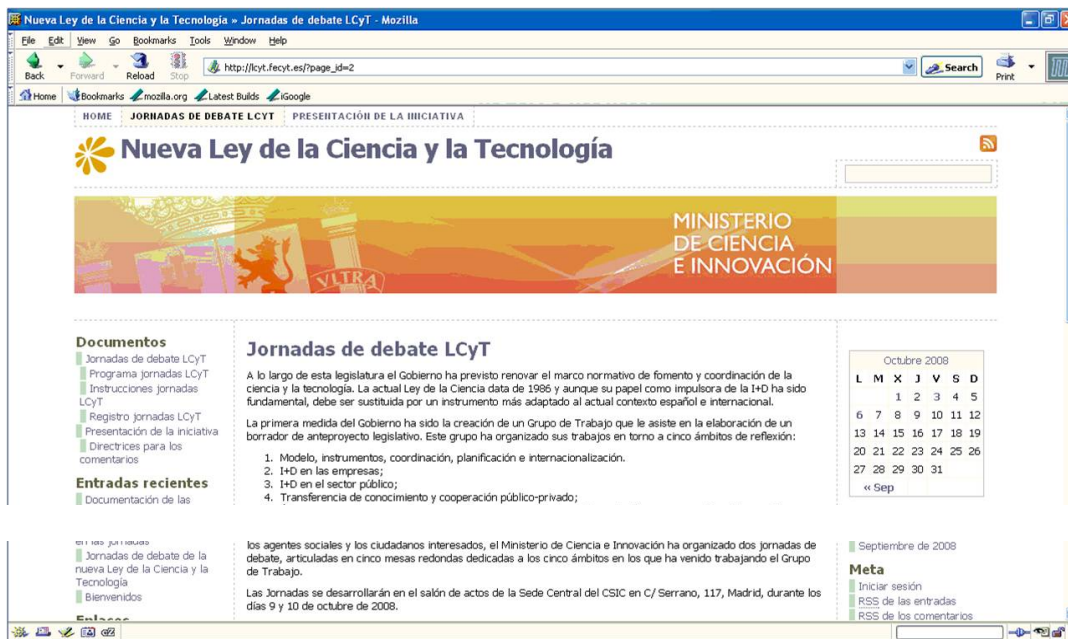 Nueva Ley de la Ciencia y la Tecnología » Jornadas de debate LCyT - Mozilla
File Edit View Go Bookmarks Tools Window Help
Back Forward Reload Stop http://lcyt.fecyt.es/?page_id=2 Search Print
Home Bookmarks mozilla.org Latest Builds iGoogle
HOME JORNADAS DE DEBATE LCYT PRESENTACIÓN DE LA INICIATIVA
Nueva Ley de la Ciencia y la Tecnología
VLTRA
MINISTERIO
DE CIENCIA
E INNOVACIÓN
Documentos
Jornadas de debate LCyT
Programa jornadas LCyT
Instrucciones jornadas
LCyT
Registro jornadas LCyT
Presentación de la iniciativa
Directrices para los
comentarios
Entradas recientes
Documentación de las
Jornadas de debate LCyT
A lo largo de esta legislatura el Gobierno ha previsto renovar el marco normativo de fomento y coordinación de la
ciencia y la tecnología. La actual Ley de la Ciencia data de 1986 y aunque su papel como impulsora de la I+D ha sido
fundamental, debe ser sustituida por un instrumento más adaptado al actual contexto español e internacional.
La primera medida del Gobierno ha sido la creación de un Grupo de Trabajo que le asiste en la elaboración de un
borrador de anteproyecto legislativo. Este grupo ha organizado sus trabajos en torno a cinco ámbitos de reflexión:
1. Modelo, instrumentos, coordinación, planificación e internacionalización.
2. I+D en las empresas;
3. I+D en el sector público;
4. Transferencia de conocimiento y cooperación público-privado;
Octubre 2008
L M X J V S D
1 2 3 4 5
6 7 8 9 10 11 12
13 14 15 16 17 18 19
20 21 22 23 24 25 26
27 28 29 30 31
« Sep
en las jornadas
Jornadas de debate de la
nueva Ley de la Ciencia y la
Tecnología
Bienvenidos
Enlaces
los agentes sociales y los ciudadanos interesados, el Ministerio de Ciencia e Innovación ha organizado dos jornadas de
debate, articuladas en cinco mesas redondas dedicadas a los cinco ámbitos en los que ha venido trabajando el Grupo
de Trabajo.
Las Jornadas se desarrollarán en el salón de actos de la Sede Central del CSIC en C/ Serrano, 117, Madrid, durante los
días 9 y 10 de octubre de 2008.
Septiembre de 2008
Meta
Iniciar sesión
RSS de las entradas
RSS de los comentarios